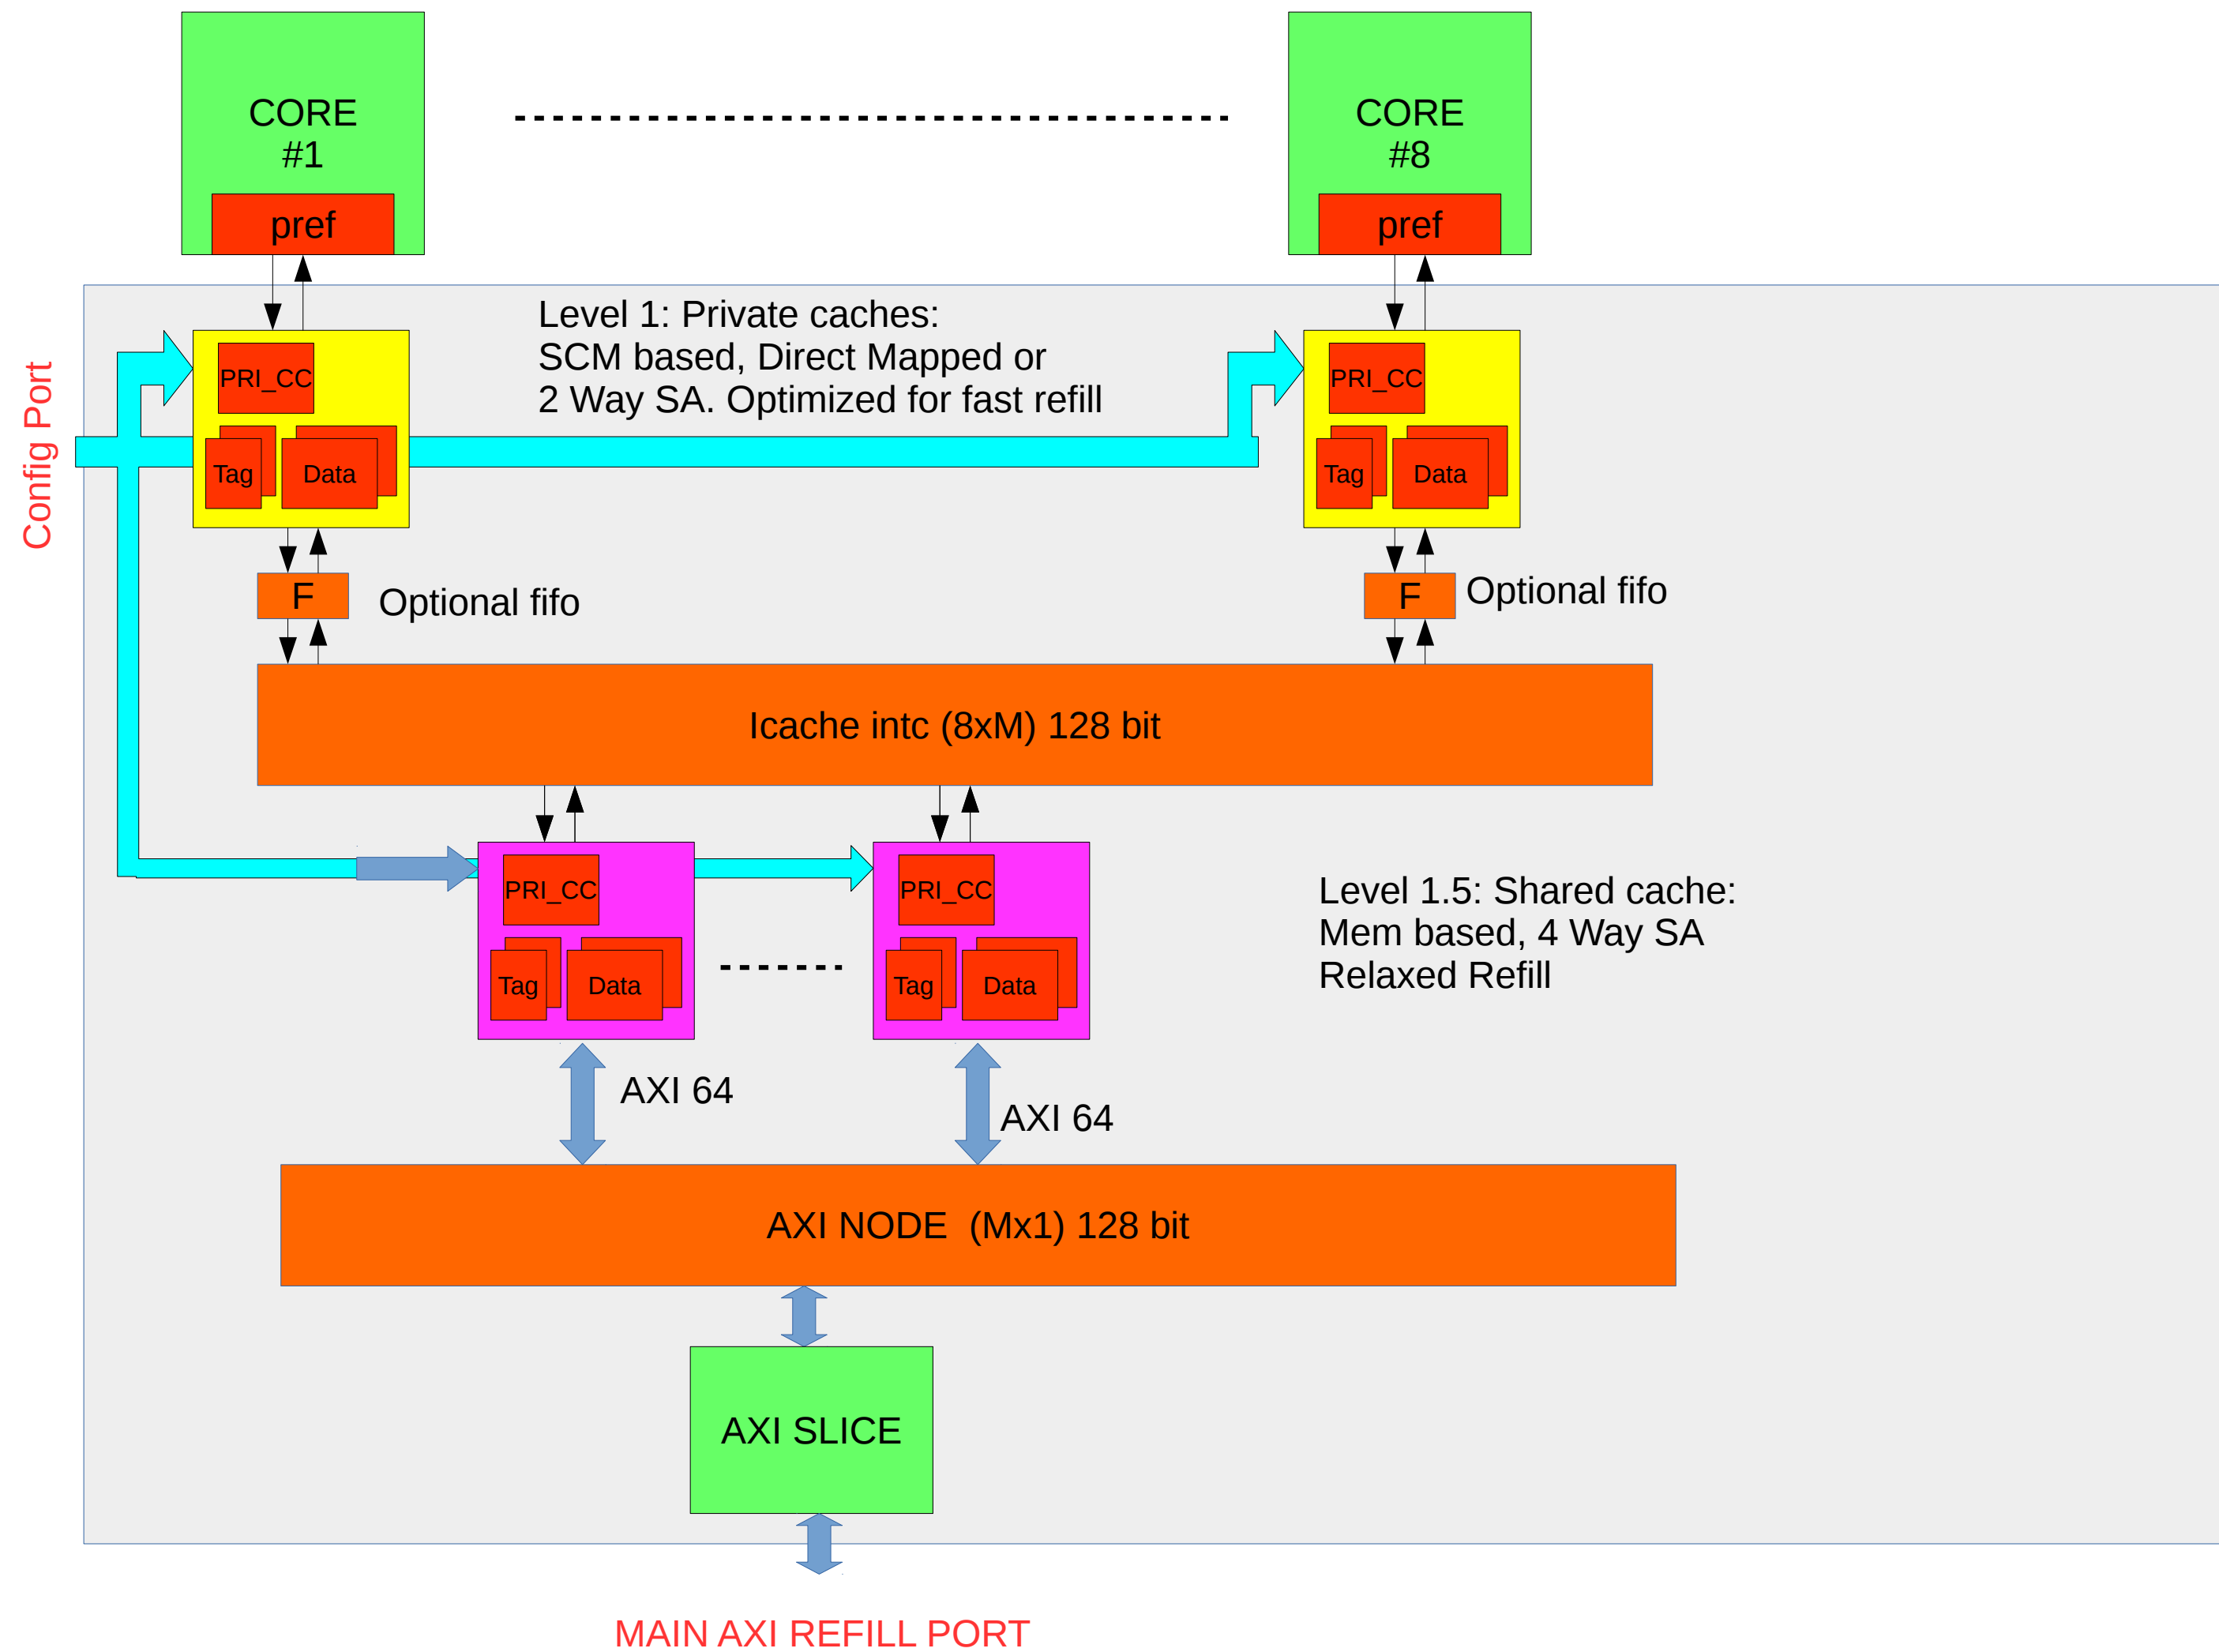 CORE
#1
pref
CORE
#8
pref
Config Port
Level 1: Private caches:
SCM based, Direct Mapped or
2 Way SA. Optimized for fast refill
PRI_CC
Tag
Data
PRI_CC
Tag
Data
F
Optional fifo
F
Optional fifo
Icache intc (8xM) 128 bit
PRI_CC
Tag
Data
PRI_CC
Tag
Data
Level 1.5: Shared cache:
Mem based, 4 Way SA
Relaxed Refill
AXI 64
AXI 64
AXI NODE  (Mx1) 128 bit
AXI SLICE
MAIN AXI REFILL PORT